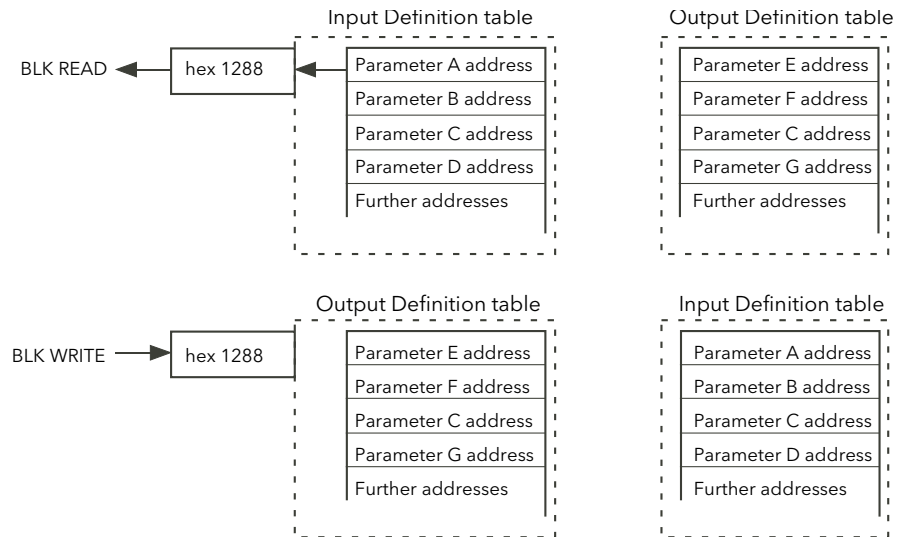 Input Definition table
Output Definition table
BLK READ
hex 1288
Parameter A address
Parameter B address
Parameter C address
Parameter D address
Further addresses
Parameter E address
Parameter F address
Parameter C address
Parameter G address
Further addresses
Output Definition table
Input Definition table
BLK WRITE
hex 1288
Parameter E address
Parameter F address
Parameter C address
Parameter G address
Further addresses
Parameter A address
Parameter B address
Parameter C address
Parameter D address
Further addresses